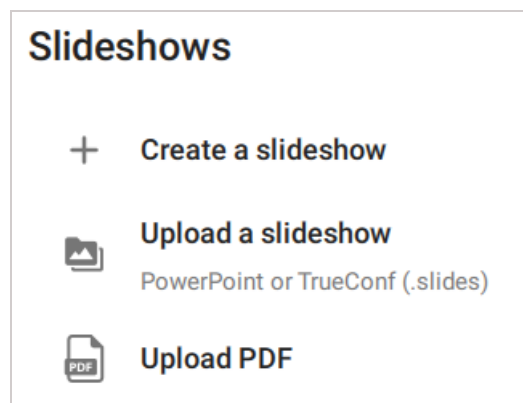 Slideshows
Create a slideshow
Upload a slideshow
PowerPoint or TrueConf (.slides)
PDF
Upload PDF